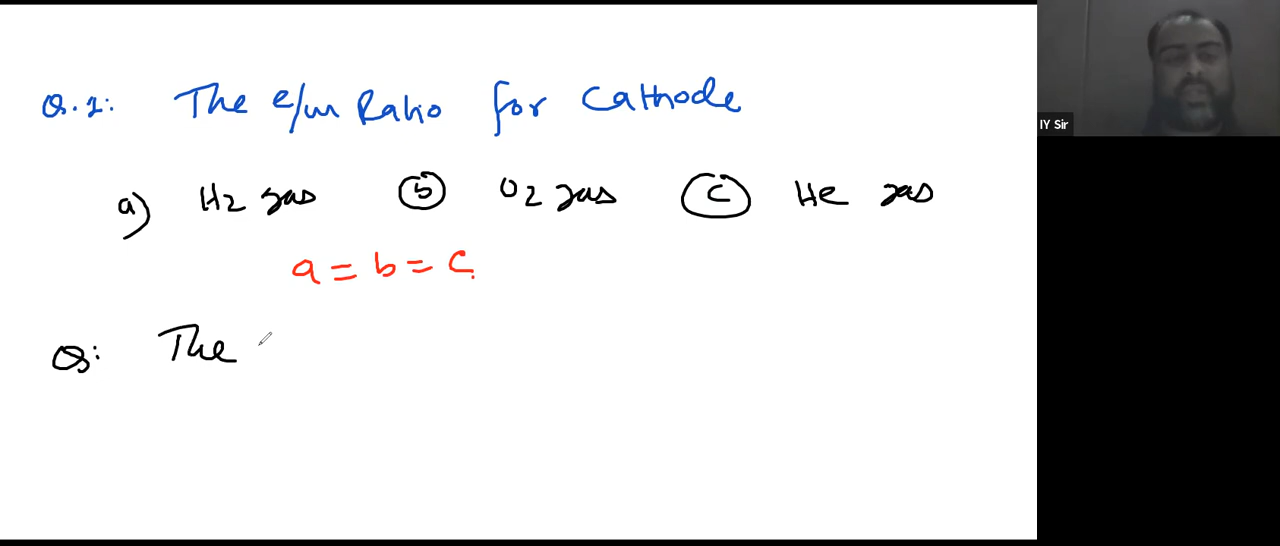 Q.1: The e/m Ratio for Cathode
a) H2 gas b O2 gas c He gas
a = b = c
Q: The
IY Sir